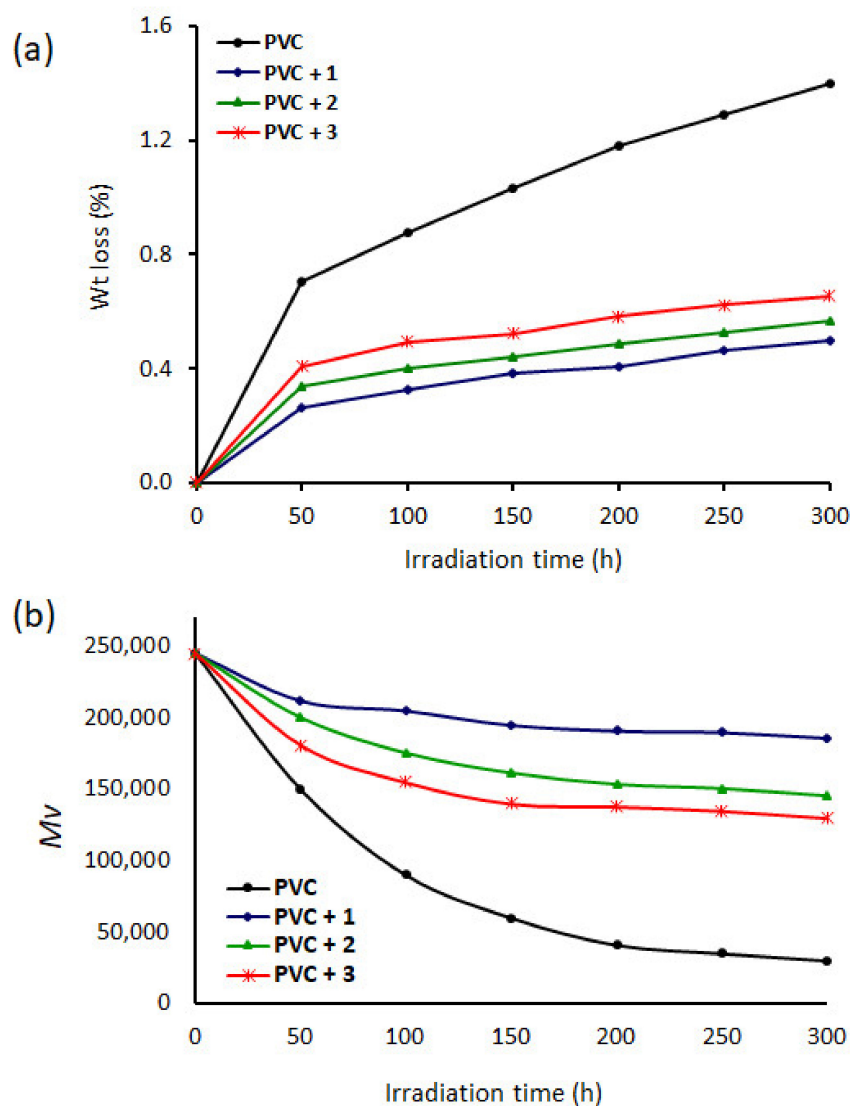 (a)
1.6
1.2
0.8
0.4
0.0
Wt loss (%)
PVC
PVC + 1
PVC + 2
PVC + 3
0 50 100 150 200 250 300
Irradiation time (h)
(b)
250,000
200,000
150,000
100,000
50,000
0
Mv
PVC
PVC + 1
PVC + 2
PVC + 3
0 50 100 150 200 250 300
Irradiation time (h)